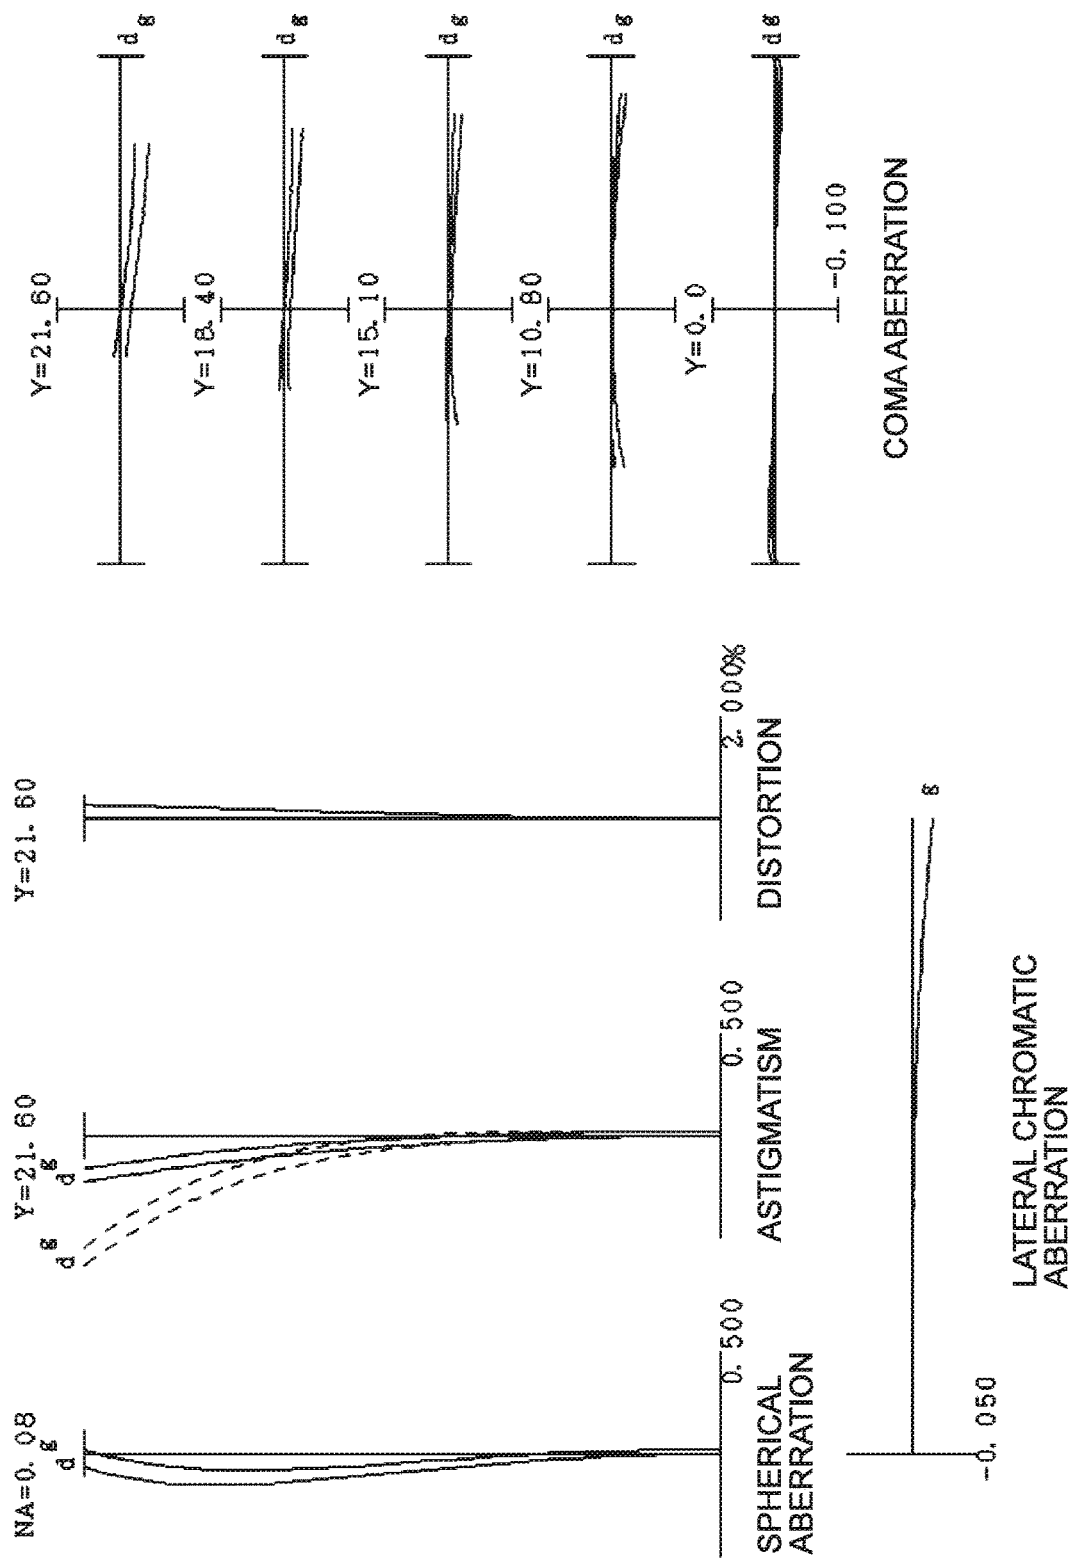 NA=0. 08
d g
0. 500
SPHERICAL
ABERRATION
Y=21. 60
d g
d g
0. 500
ASTIGMATISM
Y=21. 60
2. 000%
DISTORTION
Y=21. 60
d g
Y=18. 40
d g
Y=15. 10
d g
Y=10. 80
d g
Y=0. 0
d g
-0. 100
COMA ABERRATION
g
-0. 050
LATERAL CHROMATIC
ABERRATION